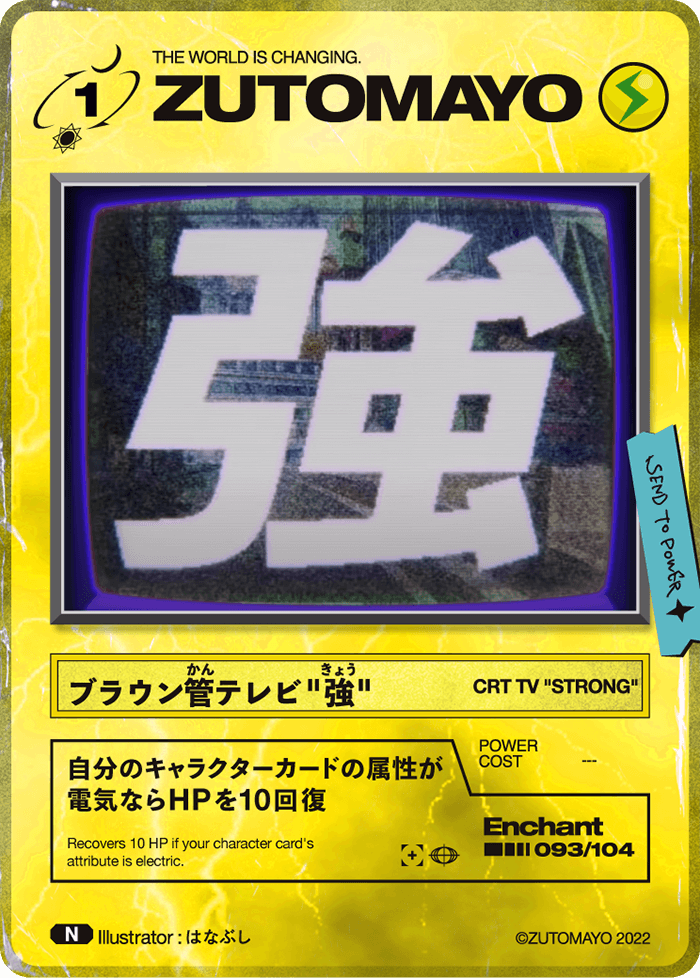 THE WORLD IS CHANGING.
1
ZUTOMAYO
強
SEND TO POWER
ブラウン管テレビ"強"
かん
きょう
CRT TV "STRONG"
自分のキャラクターカードの属性が
電気ならHPを10回復
Recovers 10 HP if your character card's
attribute is electric.
POWER
COST
---
Enchant
093/104
N
Illustrator : はなぶし
©ZUTOMAYO 2022